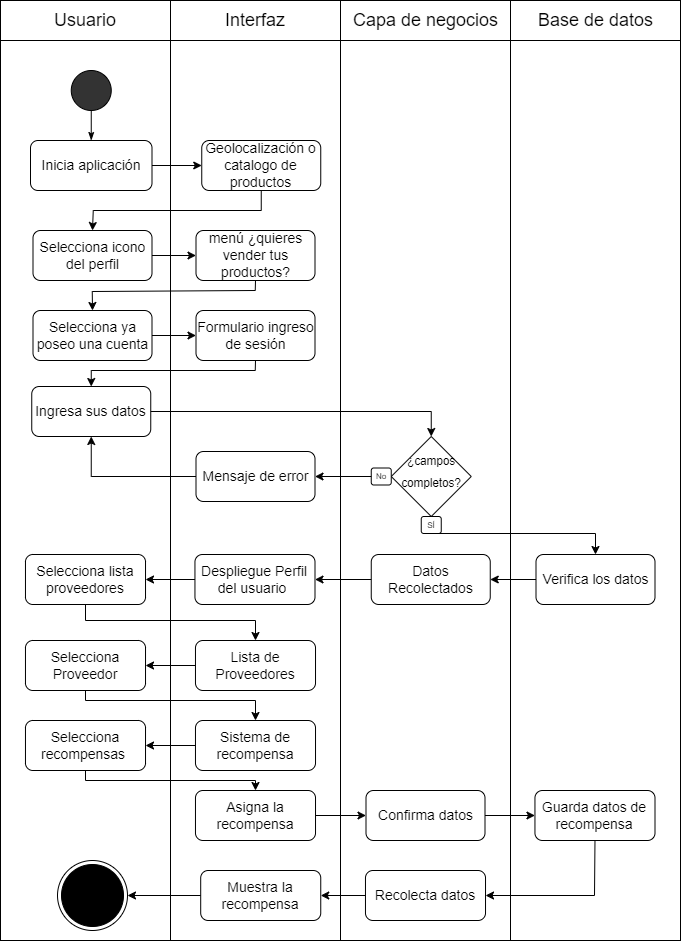 Usuario
Interfaz
Capa de negocios
Base de datos
Inicia aplicación
Geolocalización o
catalogo de
productos
Selecciona icono
del perfil
menú ¿quieres
vender tus
productos?
Selecciona ya
poseo una cuenta
Formulario ingreso
de sesión
Ingresa sus datos
¿campos
completos?
No
Mensaje de error
SÍ
Verifica los datos
Datos
Recolectados
Despliegue Perfil
del usuario
Selecciona lista
proveedores
Lista de
Proveedores
Selecciona
Proveedor
Sistema de
recompensa
Selecciona
recompensas
Asigna la
recompensa
Confirma datos
Guarda datos de
recompensa
Recolecta datos
Muestra la
recompensa